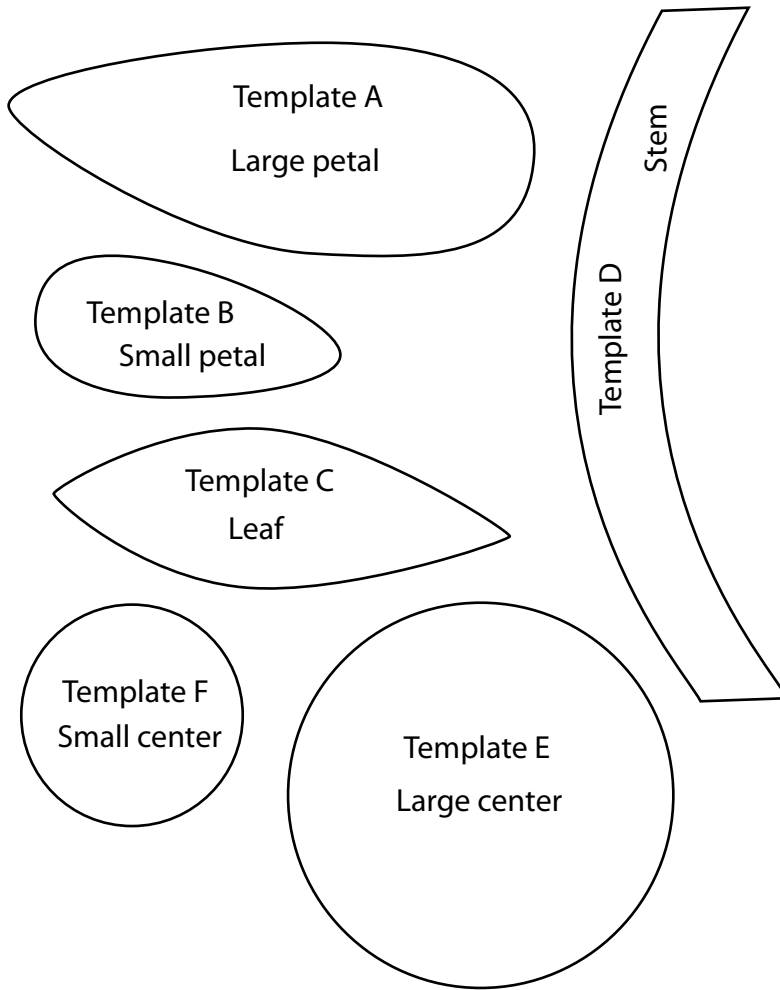 Template A
Large petal
Template B
Small petal
Template C
Leaf
Template D
Stem
Template F
Small center
Template E
Large center